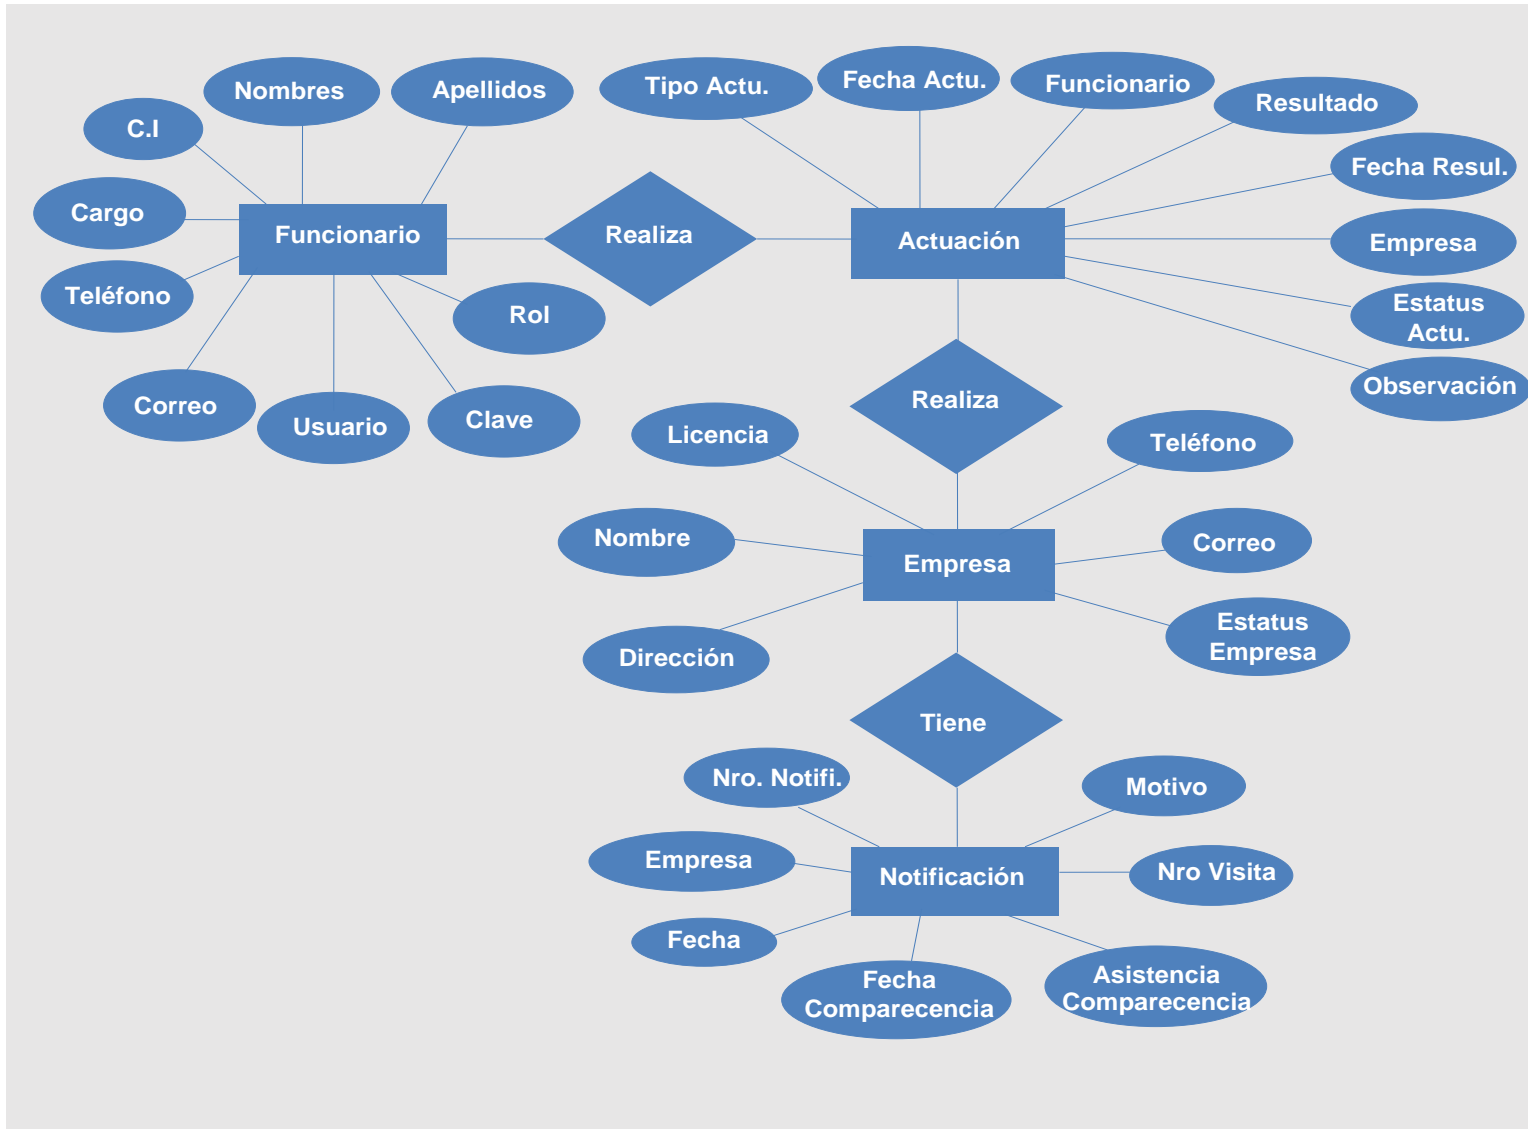 Nombres
Apellidos
C.I
Cargo
Funcionario
Teléfono
Rol
Correo
Usuario
Clave
Realiza
Tipo Actu.
Fecha Actu.
Funcionario
Resultado
Fecha Resul.
Actuación
Empresa
Estatus
Actu.
Observación
Realiza
Licencia
Teléfono
Nombre
Empresa
Correo
Dirección
Estatus
Empresa
Tiene
Nro. Notifi.
Motivo
Empresa
Notificación
Nro Visita
Fecha
Fecha
Comparecencia
Asistencia
Comparecencia